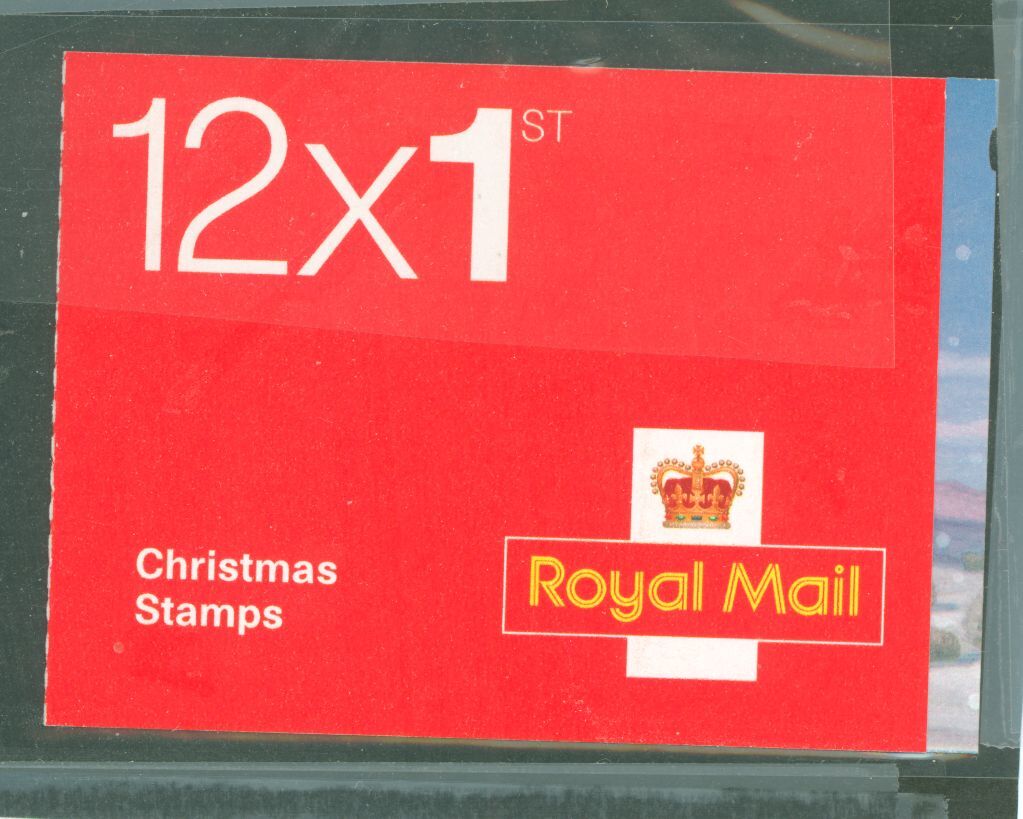 12x1ST
Christmas
Stamps
Royal Mail